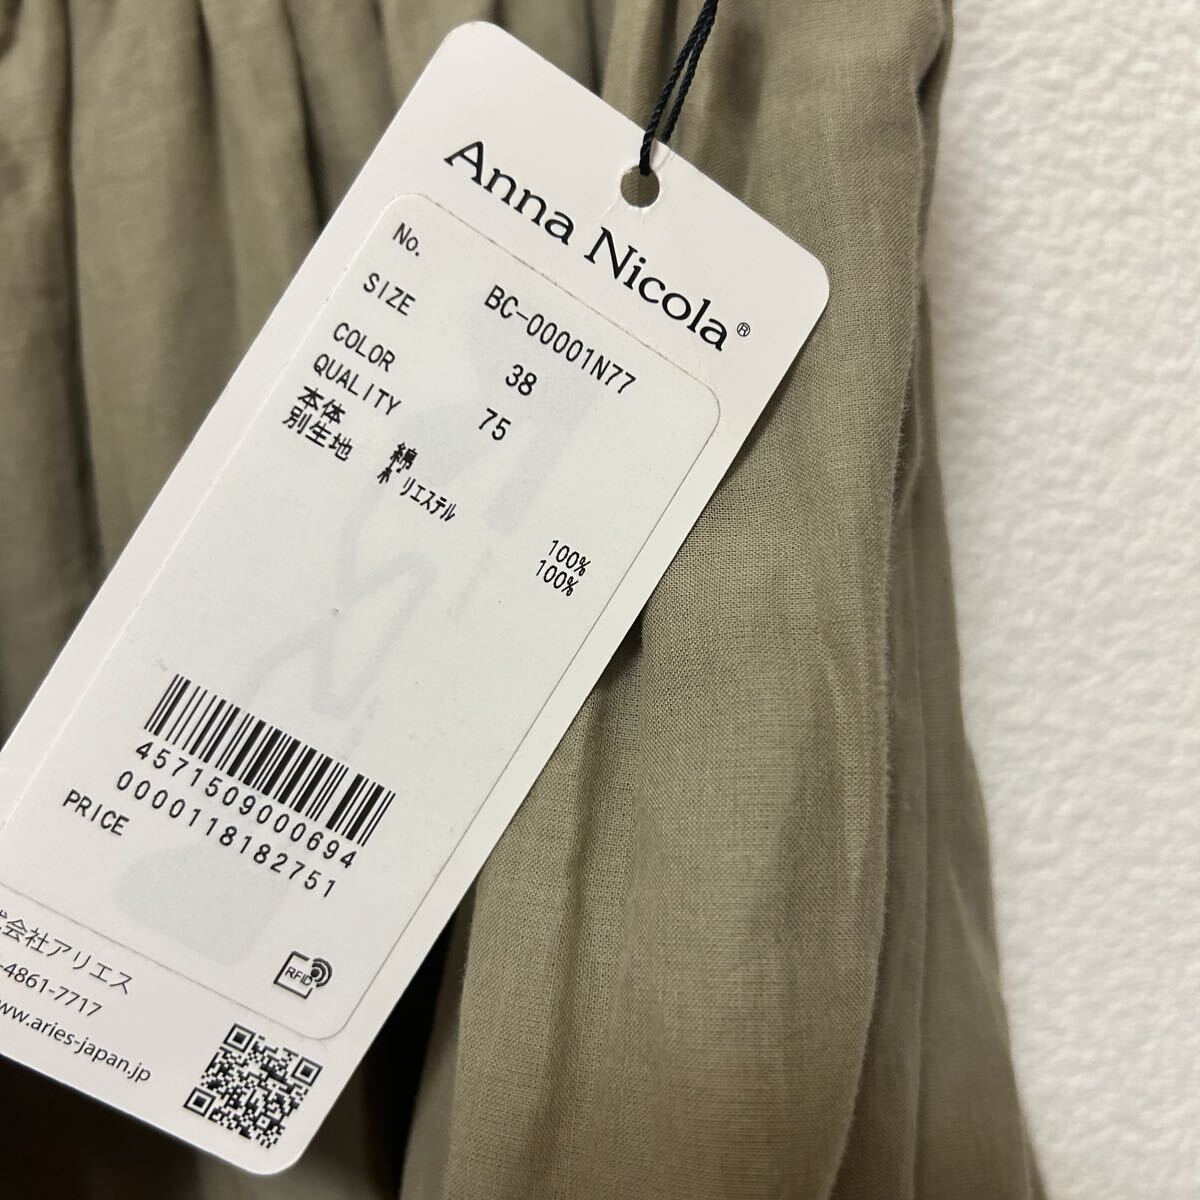 Anna Nicola®
No. BC-00001N77
SIZE 38
COLOR 75
QUALITY
本体 綿 100%
別生地 ポリエステル 100%
4571509000694
0000118182751
PRICE
RFID
会社アリエス
-4861-7717
www.aries-japan.jp